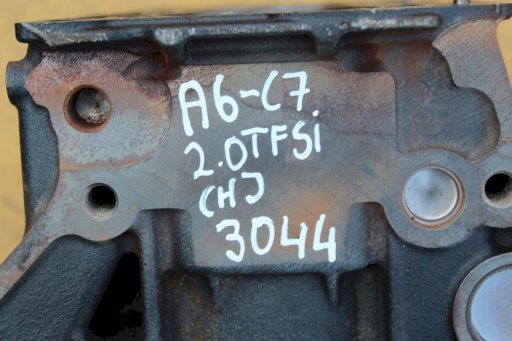 A6-C7.
2.0TFSi
CHJ
3044